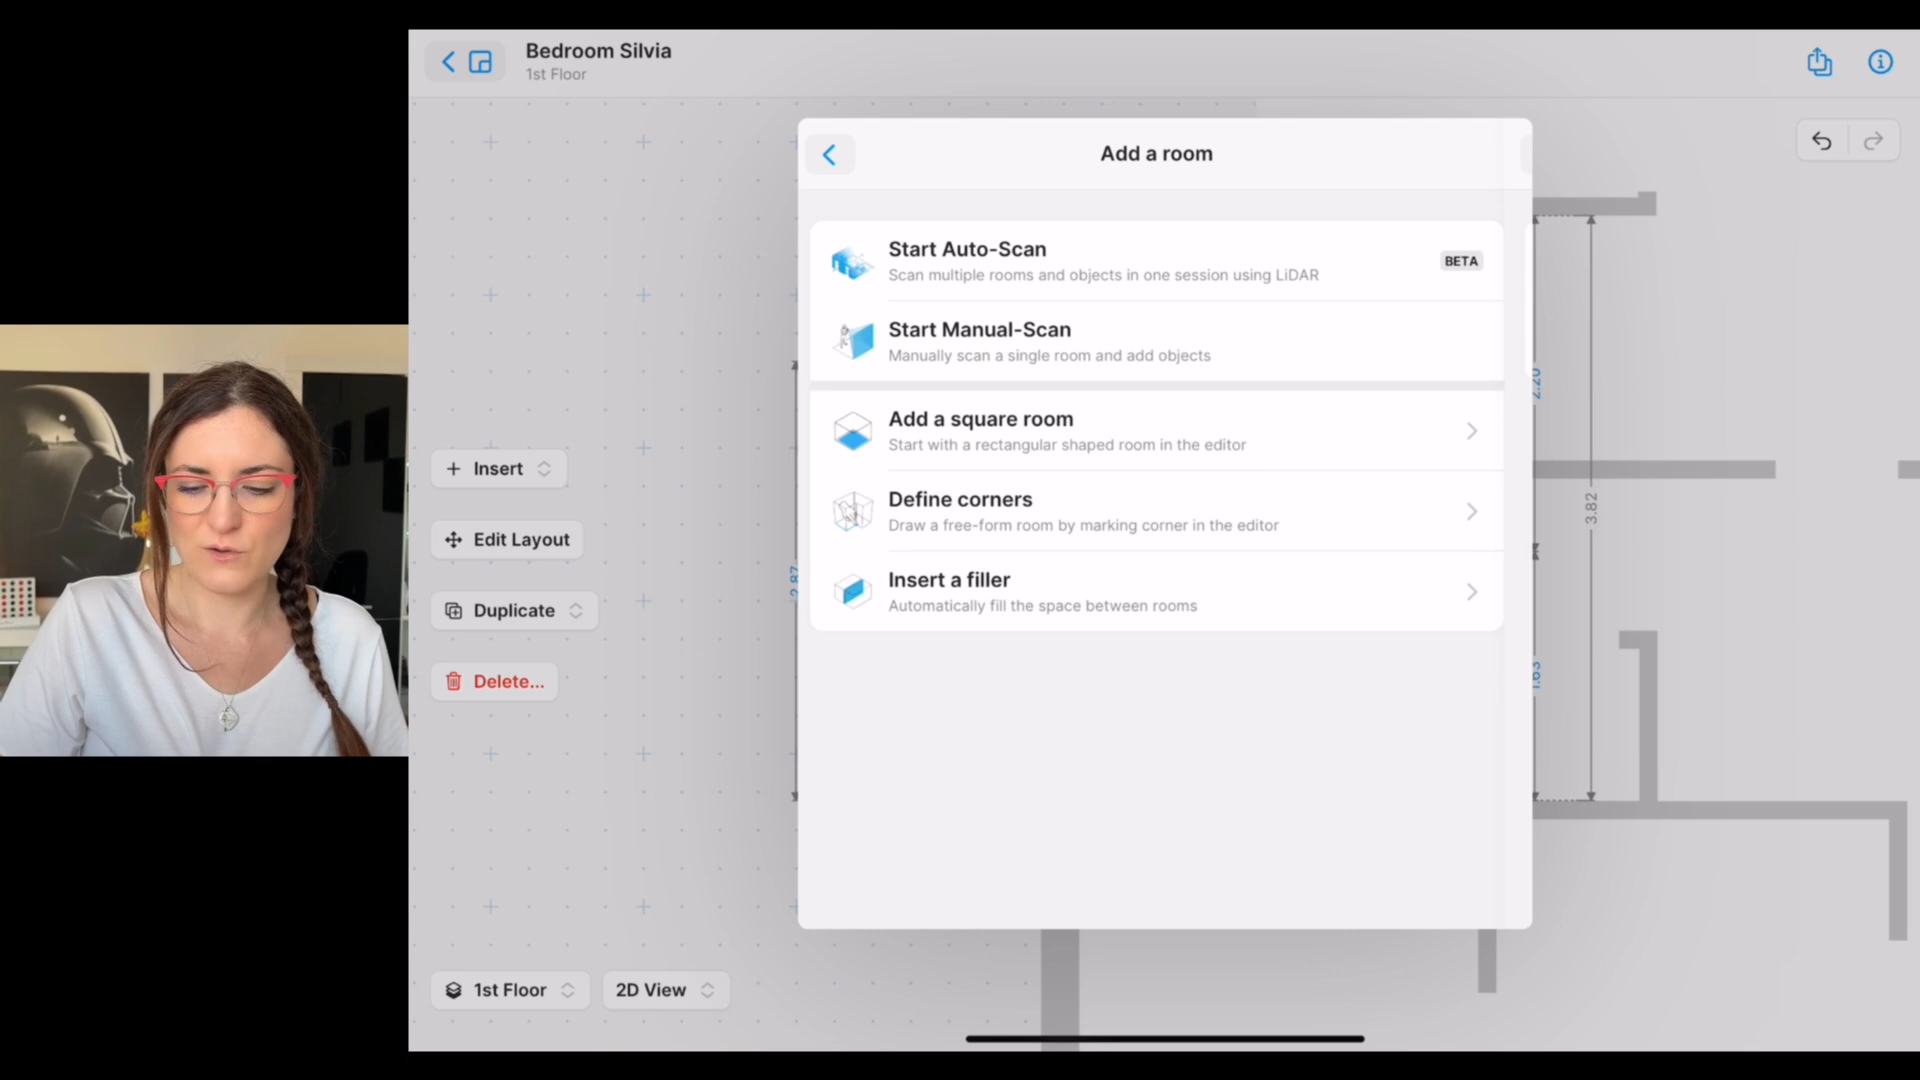 Bedroom Silvia
1st Floor
Add a room
Start Auto-Scan
Scan multiple rooms and objects in one session using LiDAR
BETA
Start Manual-Scan
Manually scan a single room and add objects
Add a square room
Start with a rectangular shaped room in the editor
Define corners
Draw a free-form room by marking corner in the editor
Insert a filler
Automatically fill the space between rooms
Insert
Edit Layout
Duplicate
Delete...
1st Floor
2D View
3.82